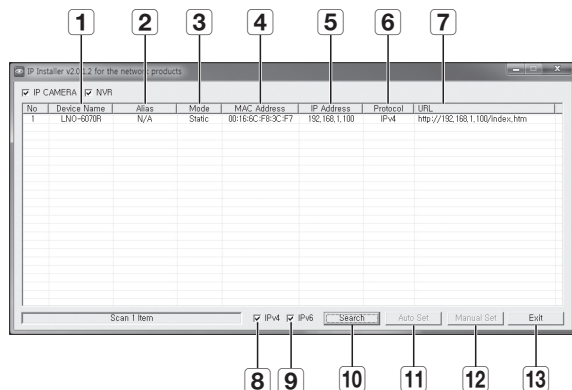 1 2 3 4 5 6 7
IP Installer v2.0.1.2 for the network products
IP CAMERA NVR
No Device Name Alias Mode MAC Address IP Address Protocol URL
1 LNO-6070R N/A Static 00:16:6C:F8:3C:F7 192,168,1,100 IPv4 http://192,168,1,100/index,htm
Scan 1 Item IPv4 IPv6 Search Auto Set Manual Set Exit
8 9 10 11 12 13